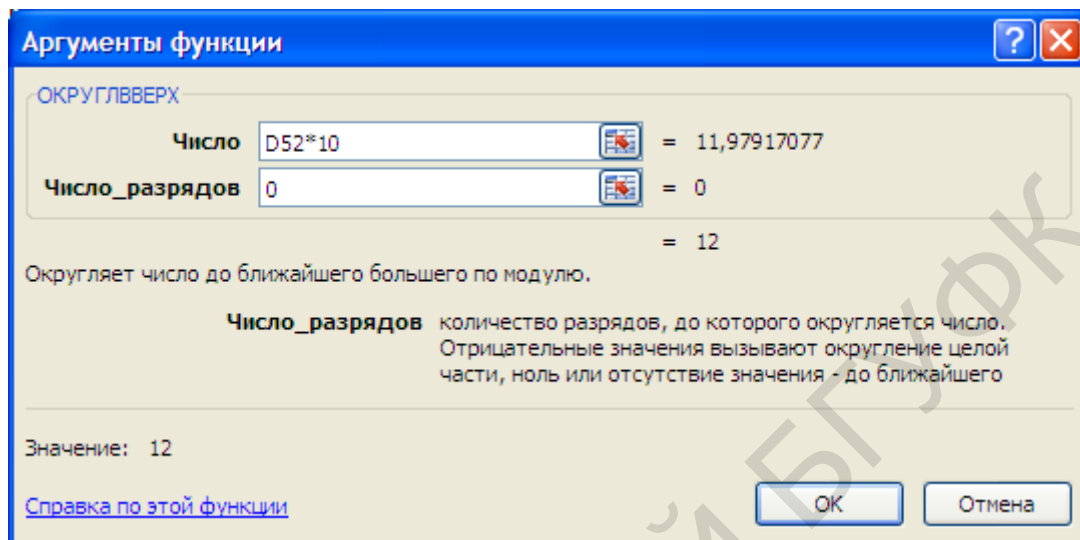 Аргументы функции
ОКРУГЛВВЕРХ
Число D52*10 = 11,97917077
Число_разрядов 0 = 0
= 12
Округляет число до ближайшего большего по модулю.
Число_разрядов количество разрядов, до которого округляется число.
Отрицательные значения вызывают округление целой
части, ноль или отсутствие значения - до ближайшего
Значение: 12
Справка по этой функции
ОК Отмена
Й БГУФК